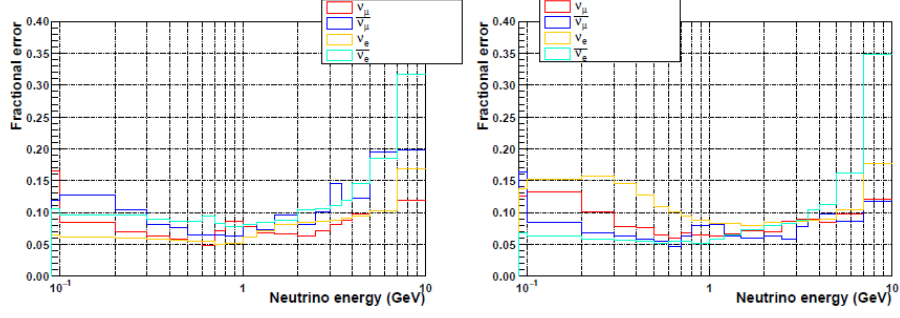 Fractional error
0.40
0.35
0.30
0.25
0.20
0.15
0.10
0.05
0.00
10⁻¹
1
10
Neutrino energy (GeV)
ν_μ
ν̅_μ
ν_e
ν̅_e
Fractional error
0.40
0.35
0.30
0.25
0.20
0.15
0.10
0.05
0.00
10⁻¹
1
10
Neutrino energy (GeV)
ν_μ
ν̅_μ
ν_e
ν̅_e